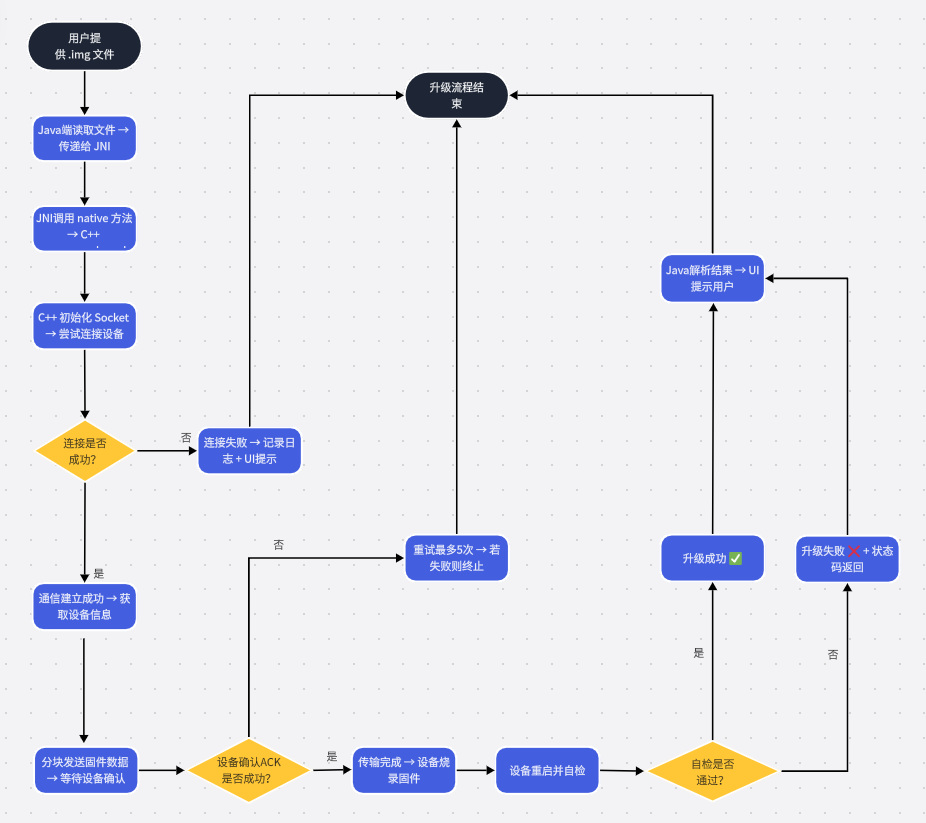 用户提
供 .img 文件
升级流程结
束
Java端读取文件 →
传递给 JNI
JNI调用 native 方法
→ C++
Java解析结果 → UI
提示用户
C++ 初始化 Socket
→ 尝试连接设备
连接是否
成功？
否
连接失败 → 记录日
志 + UI提示
否
重试最多5次 → 若
失败则终止
升级成功 ✅
升级失败 ❌ + 状态
码返回
是
通信建立成功 → 获
取设备信息
是
否
分块发送固件数据
→ 等待设备确认
设备确认ACK
是否成功？
是
传输完成 → 设备烧
录固件
设备重启并自检
自检是否
通过？